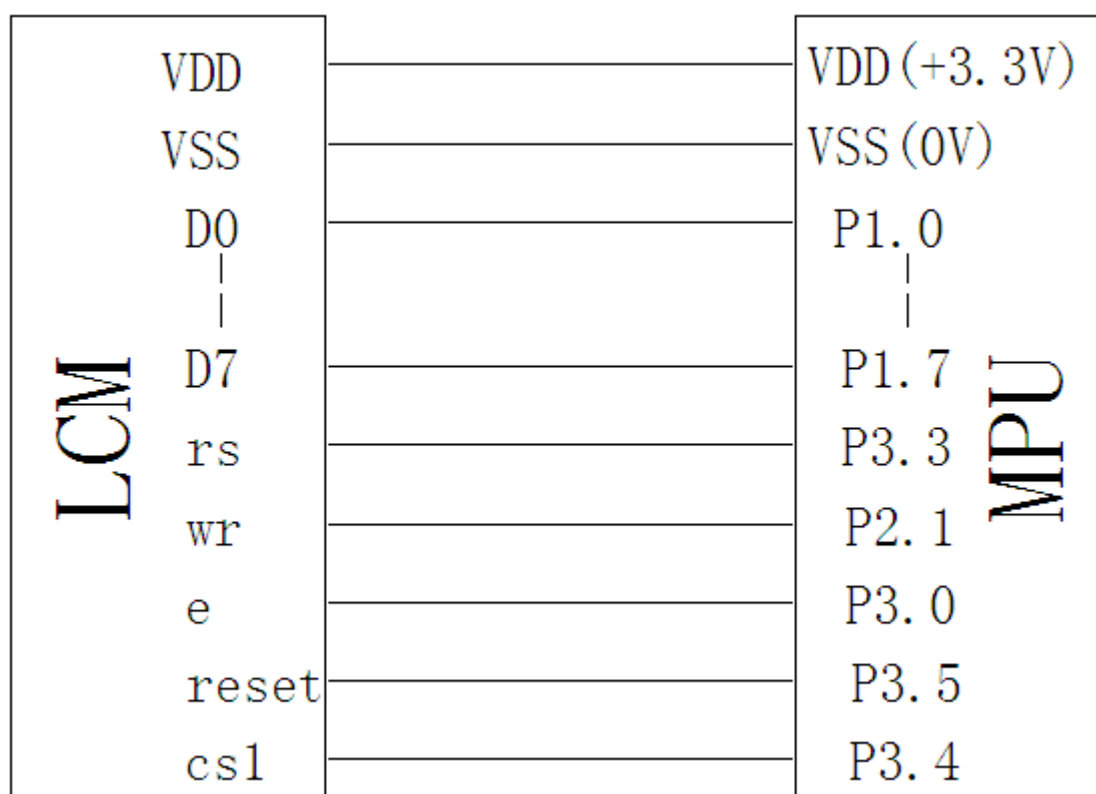 VDD VDD(+3.3V)
VSS VSS(0V)
D0 P1.0
D7 P1.7
rs P3.3
wr P2.1
e P3.0
reset P3.5
cs1 P3.4
LCM
MPU